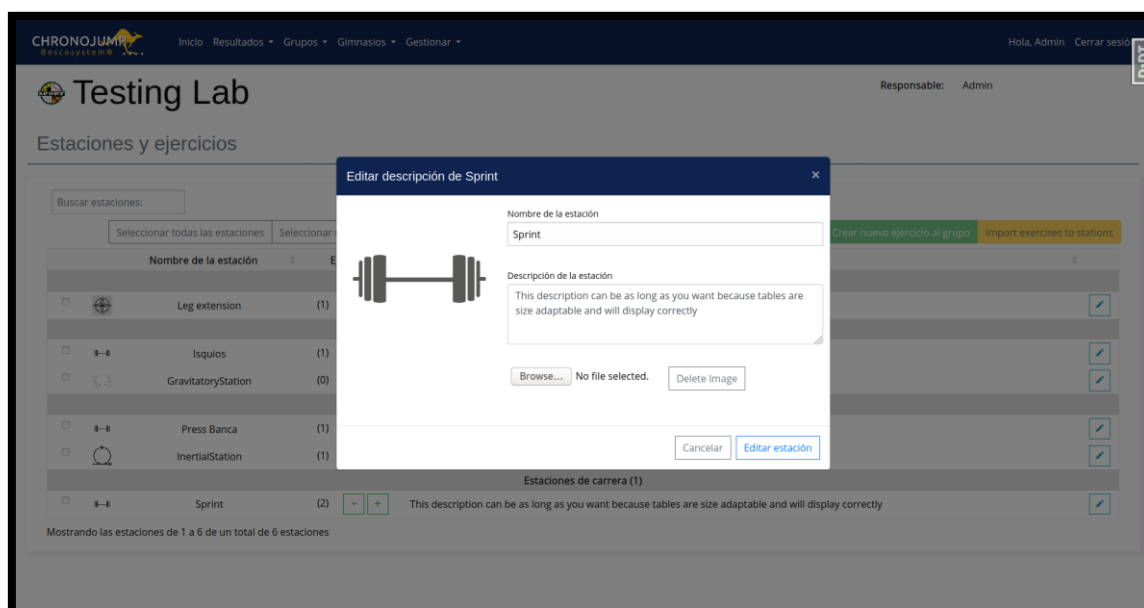 CHRONOJUMP
Boscosystem®
Inicio Resultados Grupos Gimnasios Gestionar
Hola, Admin Cerrar sesió
Testing Lab
Responsable: Admin
Estaciones y ejercicios
Editar descripción de Sprint ×
Buscar estaciones:
Nombre de la estación
Sprint
Seleccionar todas las estaciones Seleccionar
Crear nuevo ejercicio al grupo Import exercises to stations
Nombre de la estación E
Descripción de la estación
This description can be as long as you want because tables are
size adaptable and will display correctly
Leg extension (1)
Isquios (1)
Browse... No file selected. Delete Image
GravitatoryStation (0)
Press Banca (1)
Cancelar Editar estación
InertialStation (1)
Estaciones de carrera (1)
Sprint (2) + This description can be as long as you want because tables are size adaptable and will display correctly
Mostrando las estaciones de 1 a 6 de un total de 6 estaciones